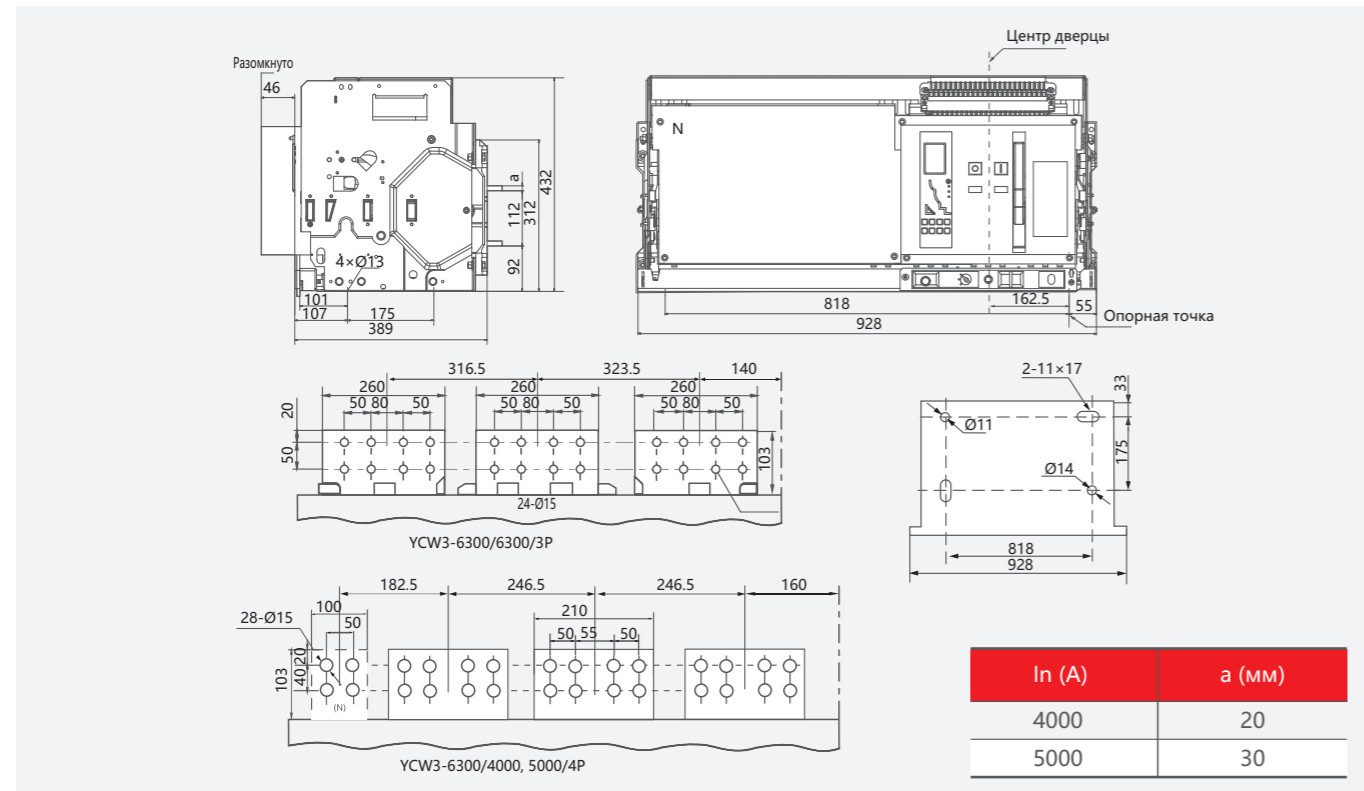 Центр дверцы
Разомкнуто
46
N
a
432
112
312
92
4×Ø13
101
107
175
389
818
162.5
55
928
Опорная точка
316.5
323.5
140
260
260
260
50 80 50
50 80 50
50 80 50
20
50
103
24-Ø15
YCW3-6300/6300/3P
2-11×17
33
Ø11
175
Ø14
818
928
182.5
246.5
246.5
160
28-Ø15
100
50
210
50 55 50
20
40
103
(N)
YCW3-6300/4000, 5000/4P
In (A) a (мм)
4000 20
5000 30